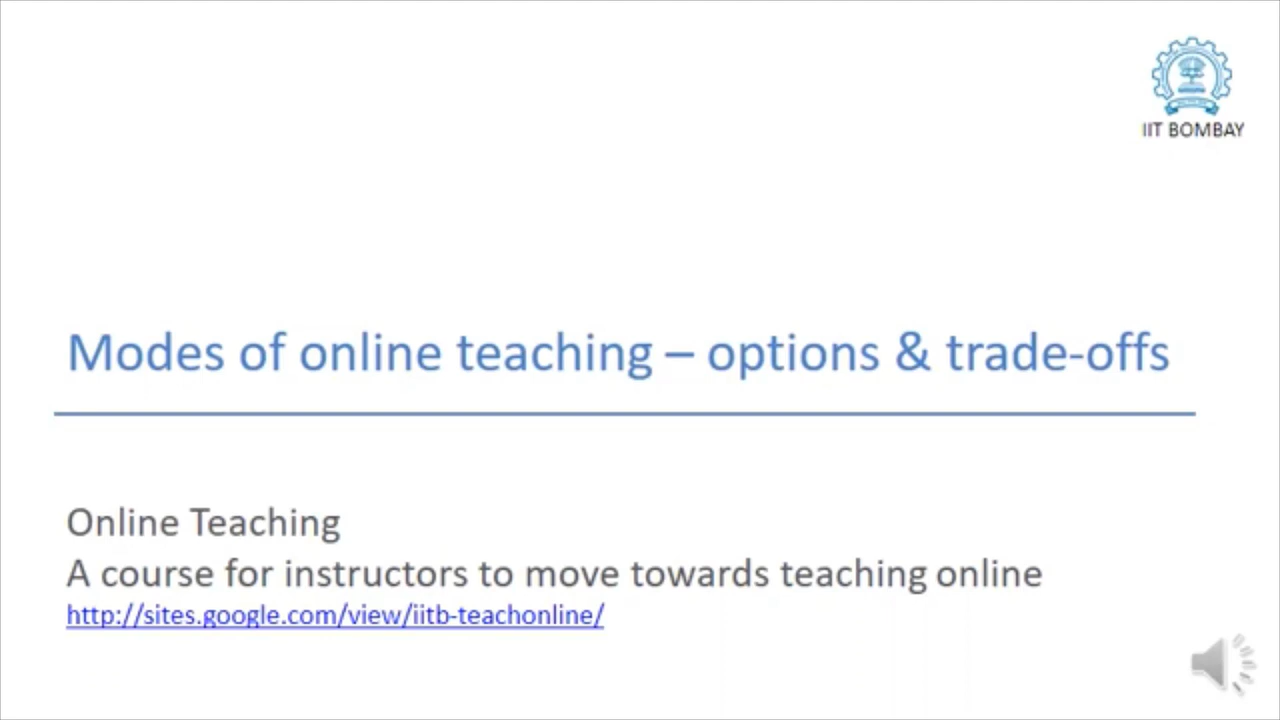 IIT BOMBAY
Modes of online teaching – options & trade-offs
Online Teaching
A course for instructors to move towards teaching online
http://sites.google.com/view/iitb-teachonline/